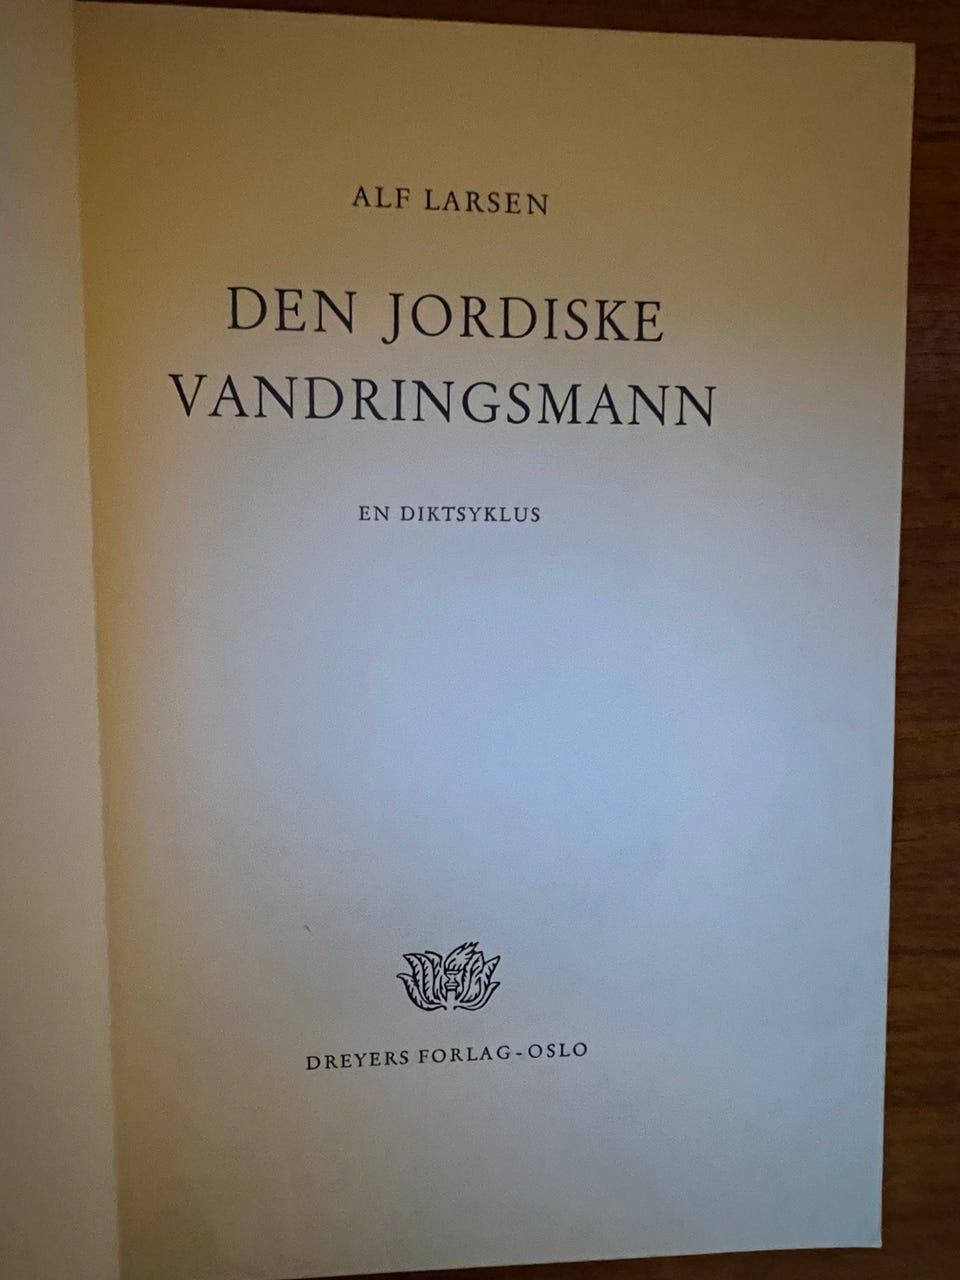 ALF LARSEN
DEN JORDISKE
VANDRINGSMANN
EN DIKTSYKLUS
DREYERS FORLAG-OSLO